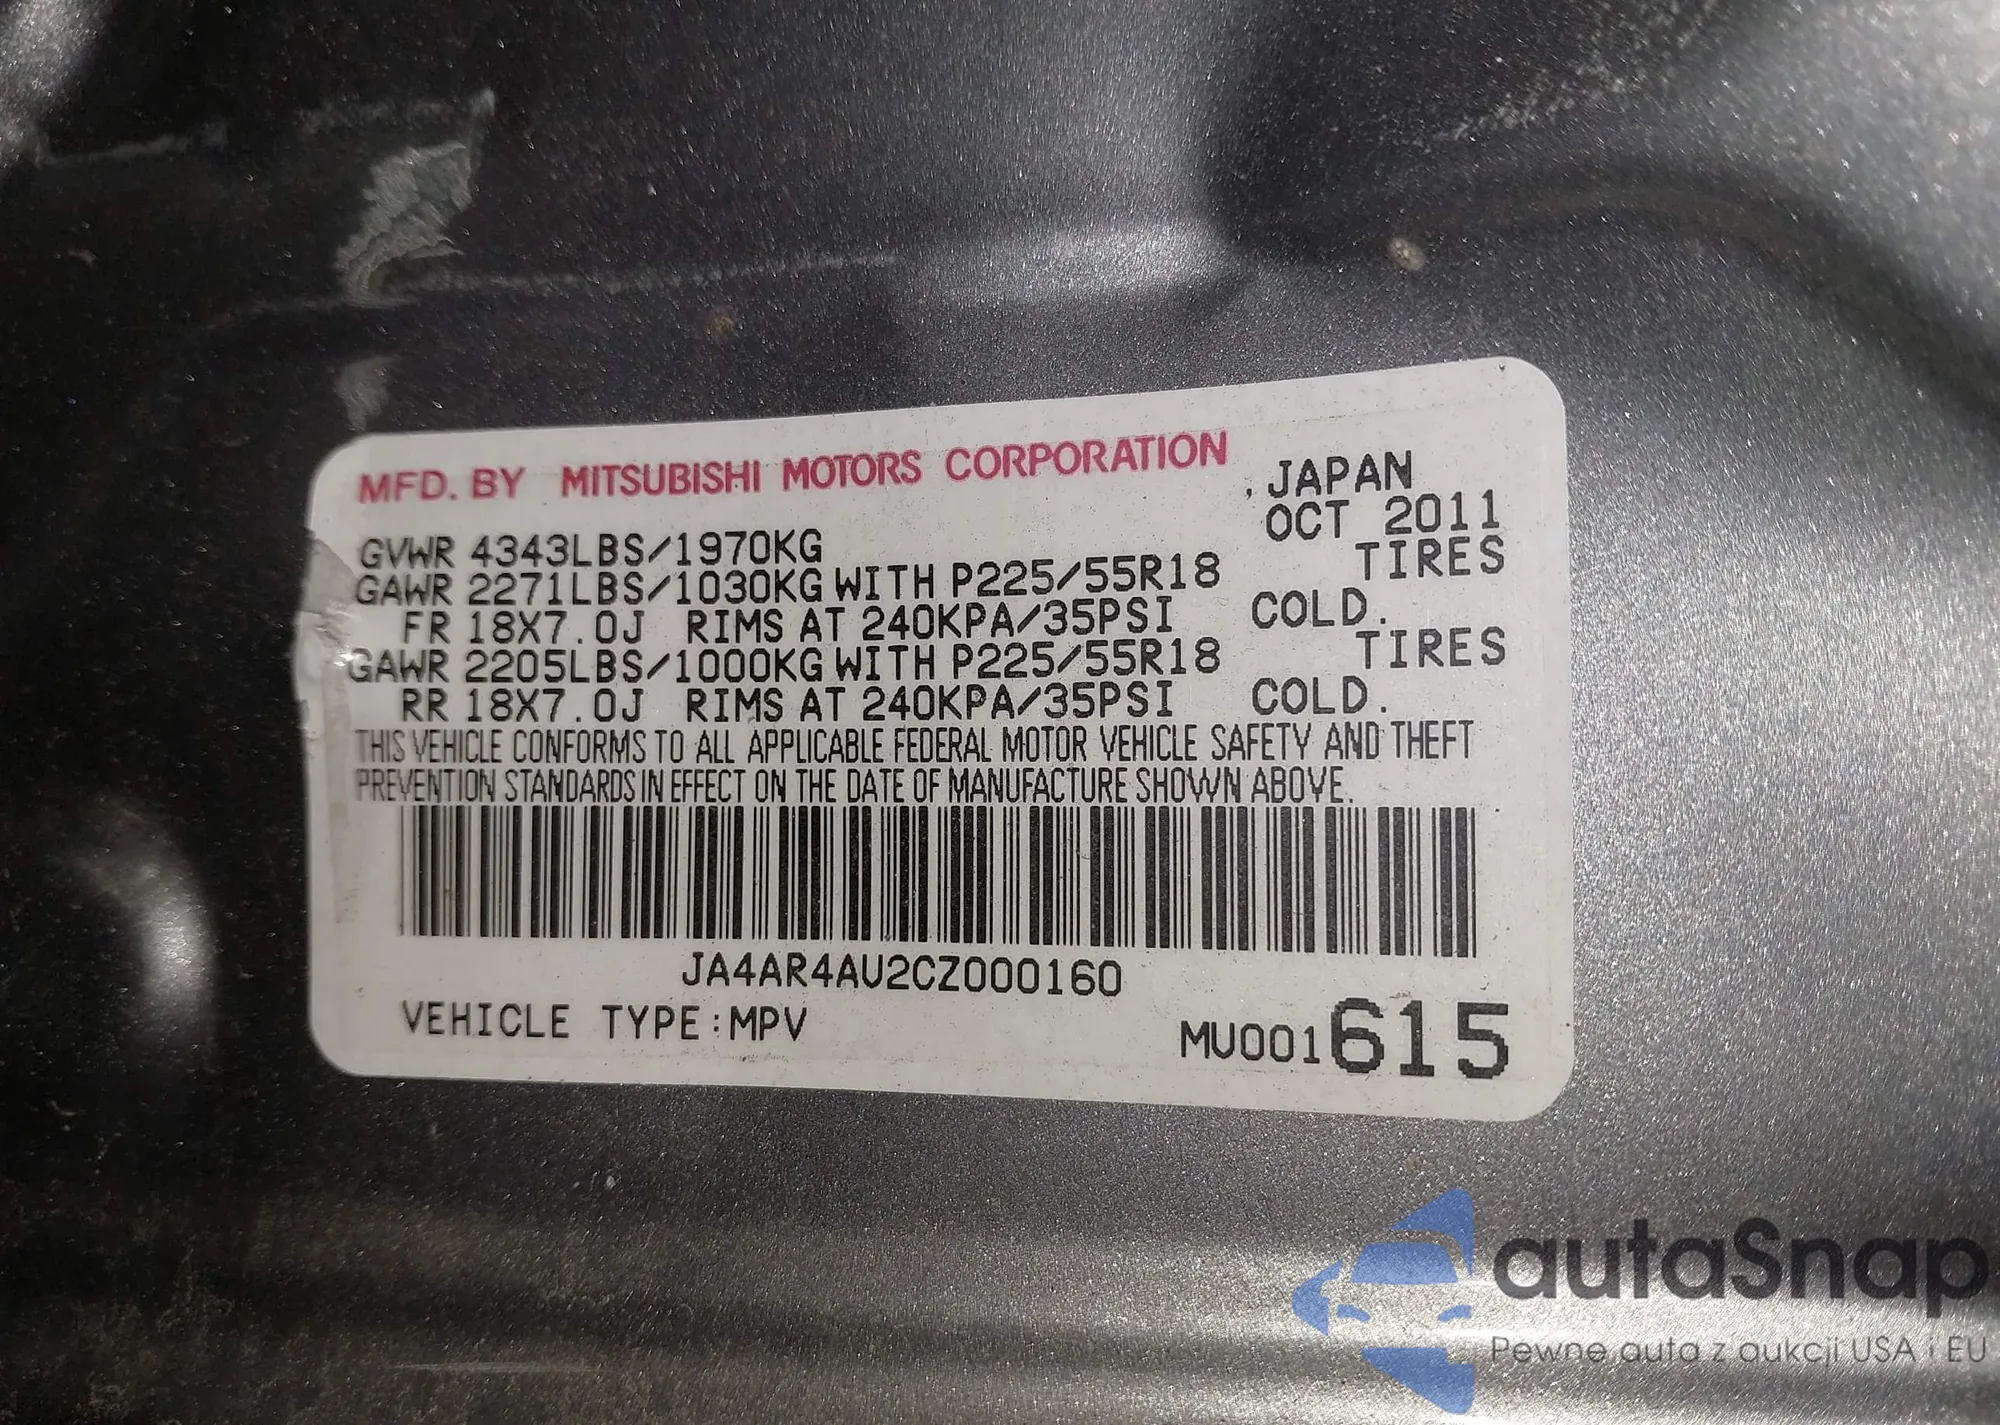 MFD. BY MITSUBISHI MOTORS CORPORATION , JAPAN
OCT 2011
GVWR 4343LBS/1970KG
GAWR 2271LBS/1030KG WITH P225/55R18 TIRES
FR 18X7.0J RIMS AT 240KPA/35PSI COLD.
GAWR 2205LBS/1000KG WITH P225/55R18 TIRES
RR 18X7.0J RIMS AT 240KPA/35PSI COLD.
THIS VEHICLE CONFORMS TO ALL APPLICABLE FEDERAL MOTOR VEHICLE SAFETY AND THEFT
PREVENTION STANDARDS IN EFFECT ON THE DATE OF MANUFACTURE SHOWN ABOVE.
JA4AR4AU2CZ000160
VEHICLE TYPE:MPV
MU001615
autaSnap
Pewne auta z aukcji USA i EU